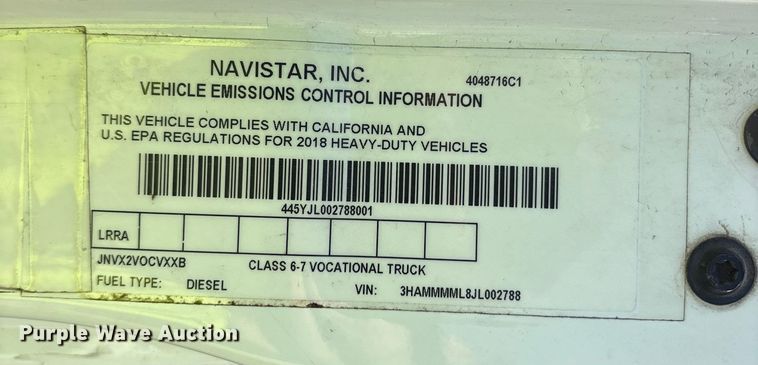 NAVISTAR, INC.
4048716C1
VEHICLE EMISSIONS CONTROL INFORMATION
THIS VEHICLE COMPLIES WITH CALIFORNIA AND
U.S. EPA REGULATIONS FOR 2018 HEAVY-DUTY VEHICLES
445YJL002788001
LRRA
JNVX2VOCVXXB CLASS 6-7 VOCATIONAL TRUCK
FUEL TYPE: DIESEL VIN: 3HAMMMML8JL002788
Purple Wave Auction